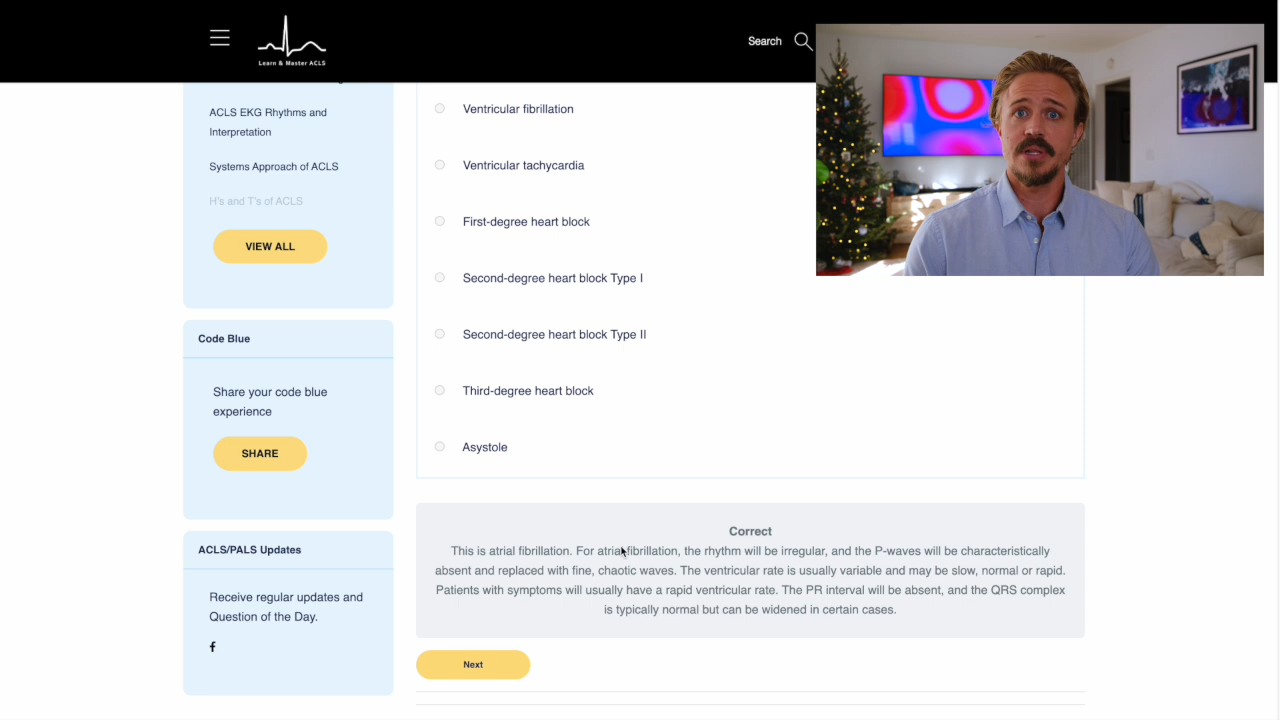 Learn & Master ACLS
Search
ACLS EKG Rhythms and
Interpretation
Systems Approach of ACLS
H's and T's of ACLS
VIEW ALL
Code Blue
Share your code blue
experience
SHARE
ACLS/PALS Updates
Receive regular updates and
Question of the Day.
f
Ventricular fibrillation
Ventricular tachycardia
First-degree heart block
Second-degree heart block Type I
Second-degree heart block Type II
Third-degree heart block
Asystole
Correct
This is atrial fibrillation. For atrial fibrillation, the rhythm will be irregular, and the P-waves will be characteristically
absent and replaced with fine, chaotic waves. The ventricular rate is usually variable and may be slow, normal or rapid.
Patients with symptoms will usually have a rapid ventricular rate. The PR interval will be absent, and the QRS complex
is typically normal but can be widened in certain cases.
Next